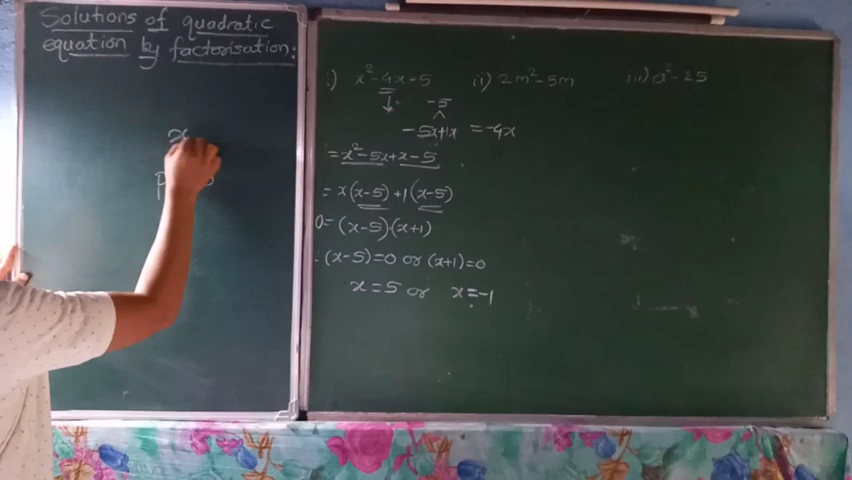 Solutions of quadratic
equation by factorisation:
x
i) x² - 4x - 5 ii) 2m² - 5m iii) a² - 25
↓ -5
- 5x+1x = -4x
= x² - 5x + x - 5
= x(x-5) + 1(x-5)
0 = (x-5).(x+1)
(x-5)=0 or (x+1)=0
x = 5 or x = -1